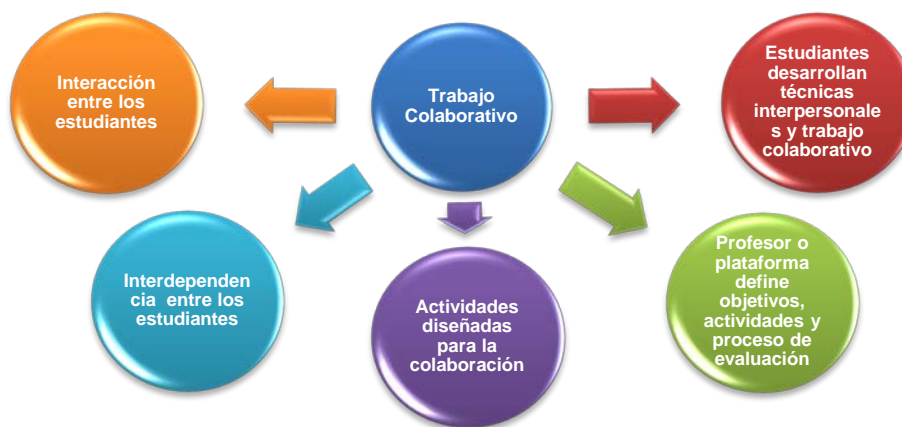 Interacción
entre los
estudiantes
Trabajo
Colaborativo
Estudiantes
desarrollan
técnicas
interpersonale
s y trabajo
colaborativo
Interdependen
cia entre los
estudiantes
Actividades
diseñadas
para la
colaboración
Profesor o
plataforma
define
objetivos,
actividades y
proceso de
evaluación